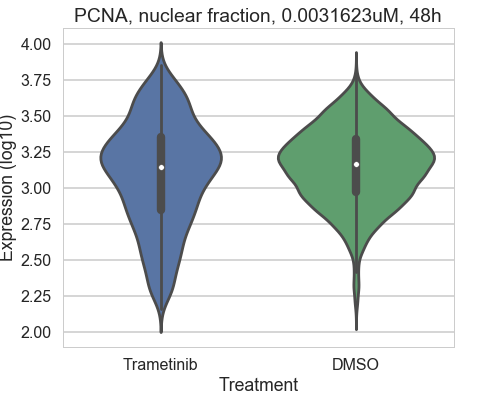 PCNA, nuclear fraction, 0.0031623uM, 48h
Expression (log10)
4.00
3.75
3.50
3.25
3.00
2.75
2.50
2.25
2.00
Trametinib DMSO
Treatment